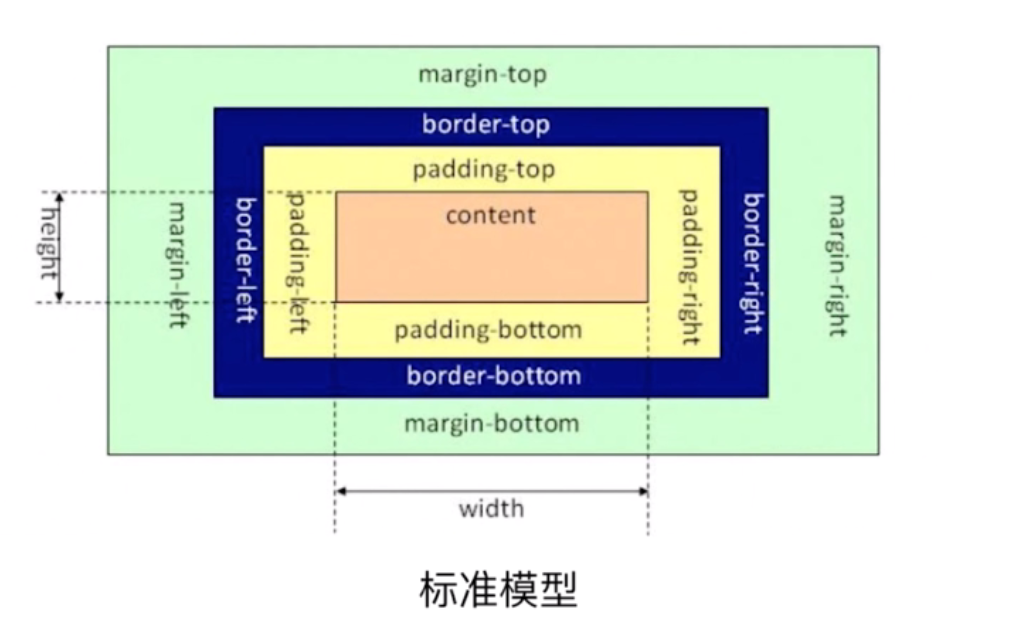 margin-top
border-top
padding-top
content
height
margin-left
border-left
padding-left
padding-right
border-right
margin-right
padding-bottom
border-bottom
margin-bottom
width
标准模型